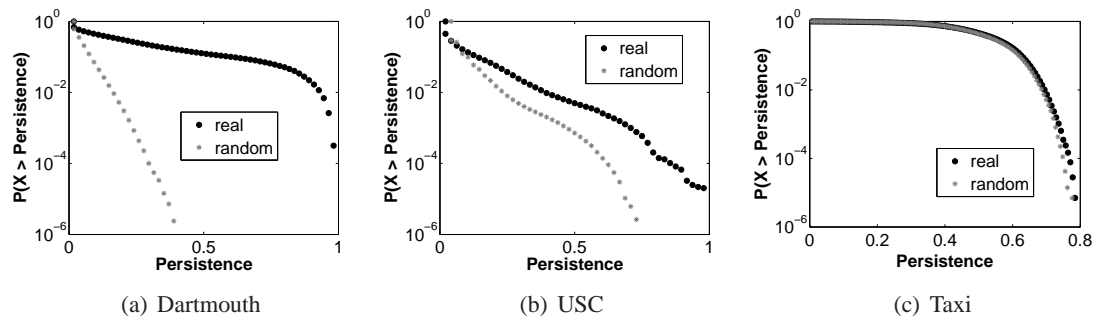 10^0
10^−2
10^−4
10^−6
P(X > Persistence)
real
random
0
0.5
1
Persistence
(a) Dartmouth
10^0
10^−2
10^−4
10^−6
P(X > Persistence)
real
random
0
0.5
1
Persistence
(b) USC
10^0
10^−2
10^−4
10^−6
P(X > Persistence)
real
random
0
0.2
0.4
0.6
0.8
Persistence
(c) Taxi